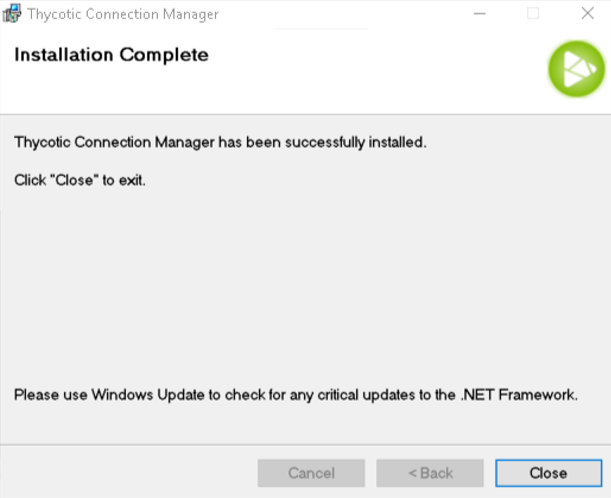 Thycotic Connection Manager
Installation Complete
Thycotic Connection Manager has been successfully installed.
Click "Close" to exit.
Please use Windows Update to check for any critical updates to the .NET Framework.
Cancel
< Back
Close